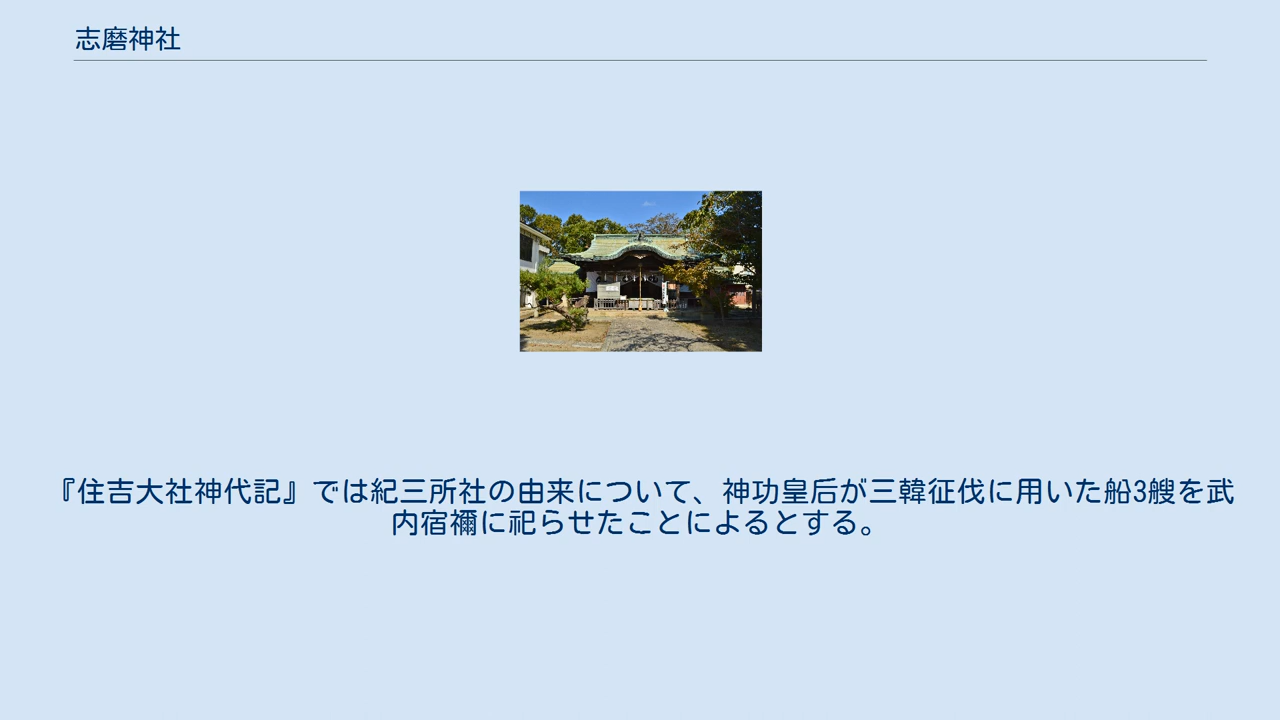 志磨神社
『住吉大社神代記』では紀三所社の由来について、神功皇后が三韓征伐に用いた船3艘を武
内宿禰に祀らせたことによるとする。